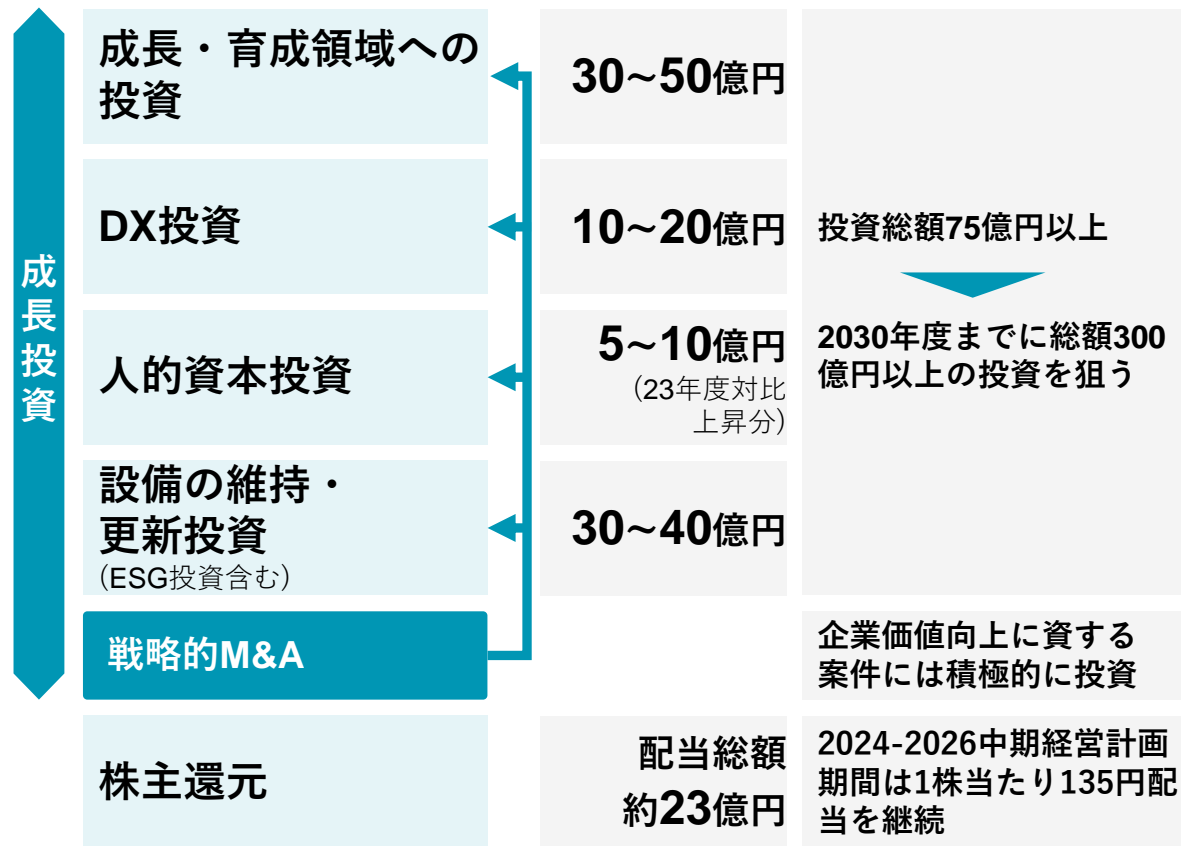 成長投資
成長・育成領域への
投資
30～50億円
DX投資
10～20億円
投資総額75億円以上
2030年度までに総額300
億円以上の投資を狙う
人的資本投資
5～10億円
（23年度対比
上昇分）
設備の維持・
更新投資
（ESG投資含む）
30～40億円
戦略的M&A
企業価値向上に資する
案件には積極的に投資
株主還元
配当総額
約23億円
2024-2026中期経営計画
期間は1株当たり135円配
当を継続